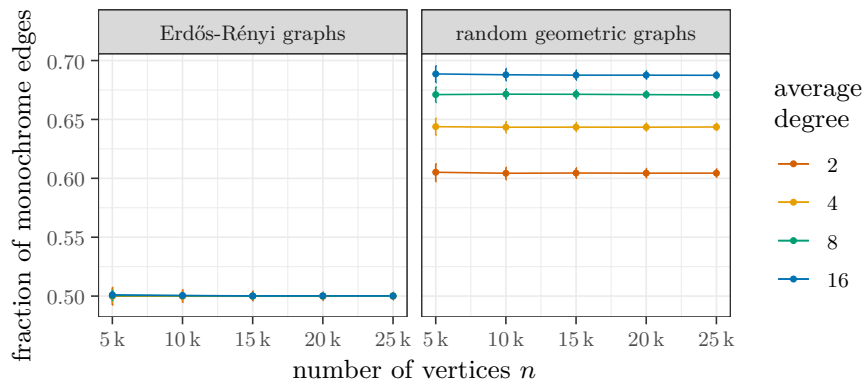 Erdős-Rényi graphs
random geometric graphs
fraction of monochrome edges
0.70
0.65
0.60
0.55
0.50
5 k 10 k 15 k 20 k 25 k
5 k 10 k 15 k 20 k 25 k
number of vertices n
average
degree
2
4
8
16